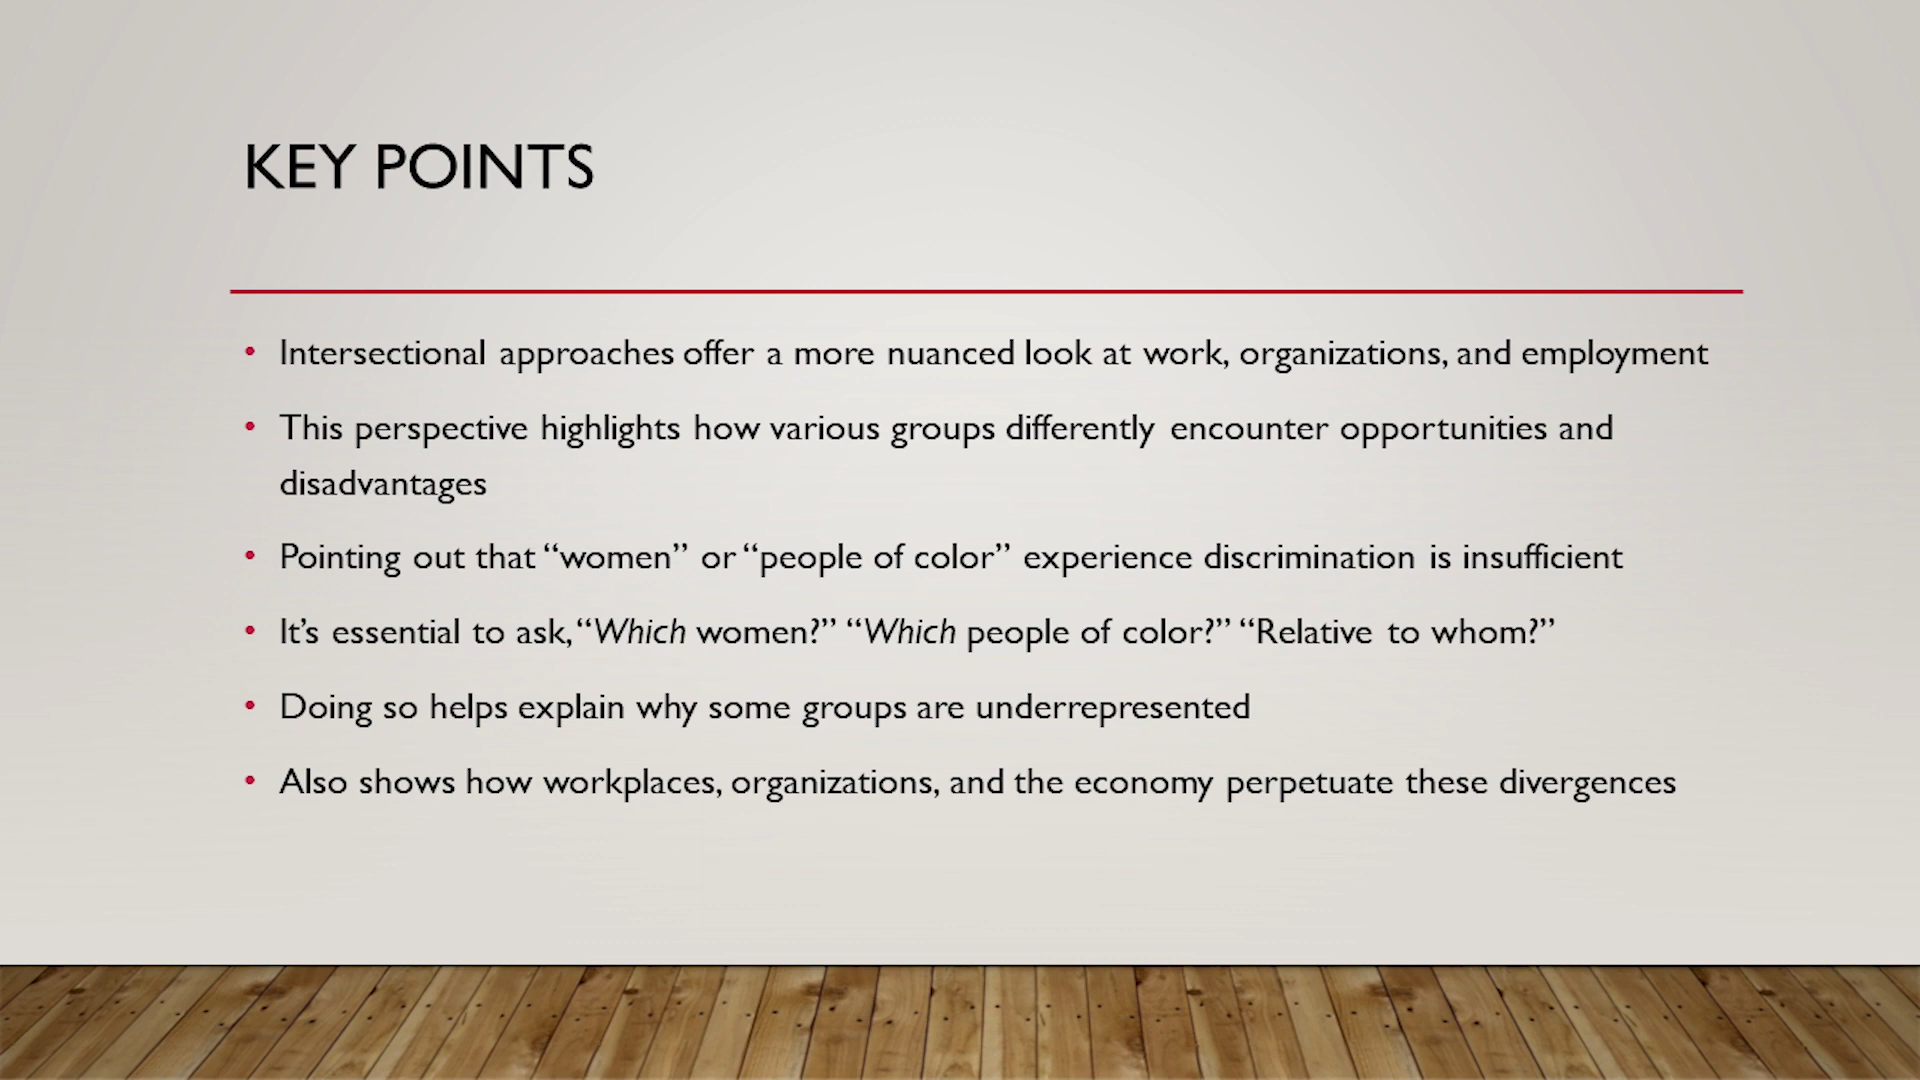 KEY POINTS
• Intersectional approaches offer a more nuanced look at work, organizations, and employment
• This perspective highlights how various groups differently encounter opportunities and
disadvantages
• Pointing out that “women” or “people of color” experience discrimination is insufficient
• It’s essential to ask, “Which women?” “Which people of color?” “Relative to whom?”
• Doing so helps explain why some groups are underrepresented
• Also shows how workplaces, organizations, and the economy perpetuate these divergences